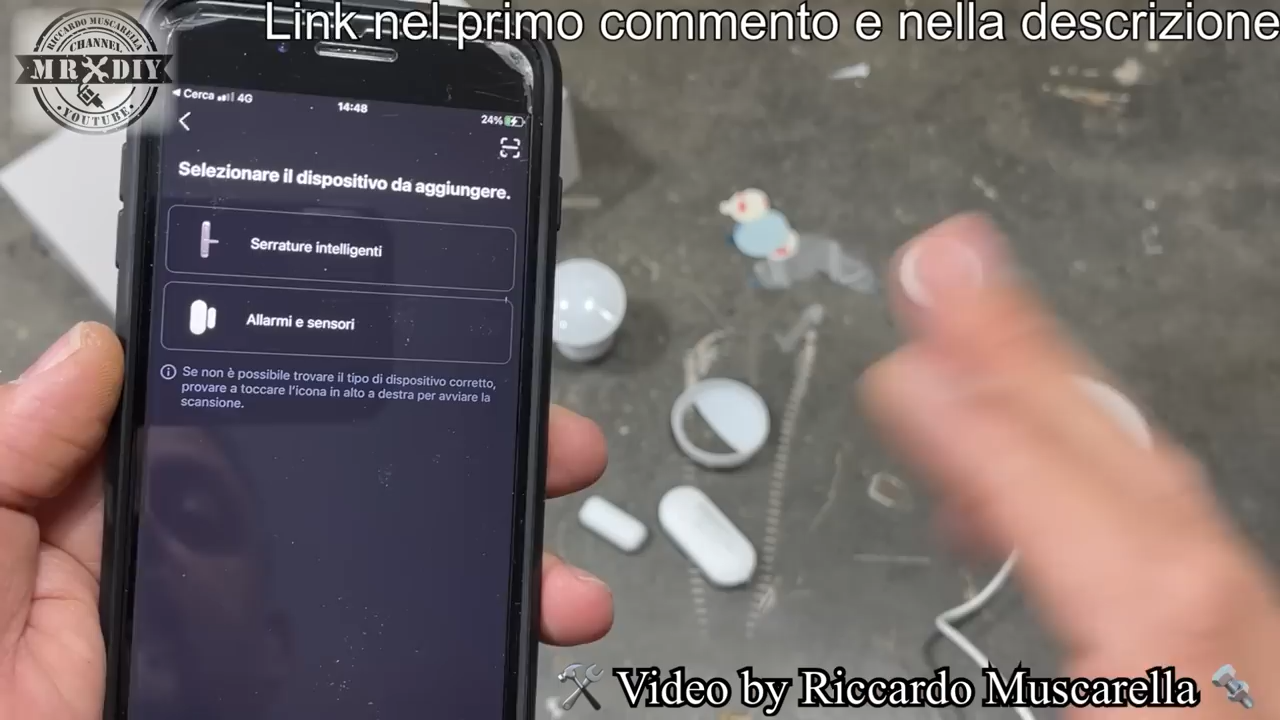 Link nel primo commento e nella descrizione
RICCARDO MUSCARELLA
CHANNEL
MR DIY
YOUTUBE
Cerca 4G
14:48
24%
Selezionare il dispositivo da aggiungere.
Serrature intelligenti
Allarmi e sensori
Se non è possibile trovare il tipo di dispositivo corretto,
provare a toccare l'icona in alto a destra per avviare la
scansione.
Video by Riccardo Muscarella